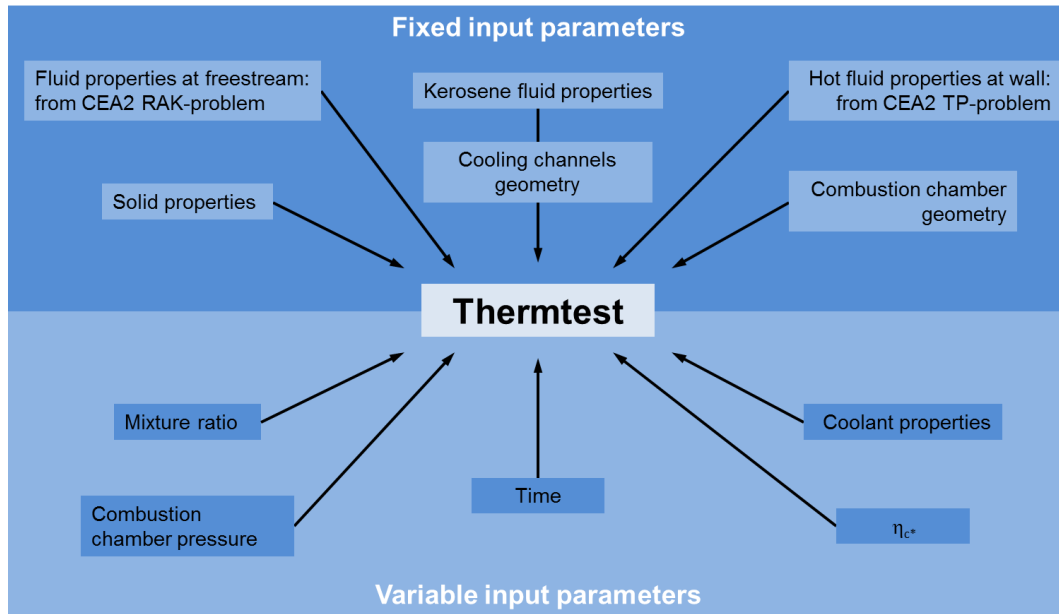 Fixed input parameters
Fluid properties at freestream:
from CEA2 RAK-problem
Kerosene fluid properties
Hot fluid properties at wall:
from CEA2 TP-problem
Cooling channels
geometry
Solid properties
Combustion chamber
geometry
Thermtest
Mixture ratio
Coolant properties
Time
Combustion
chamber pressure
ηc*
Variable input parameters